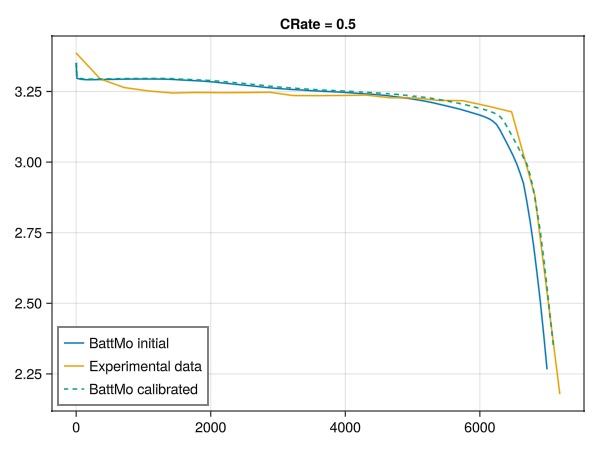 CRate = 0.5
3.25
3.00
2.75
2.50
2.25
BattMo initial
Experimental data
BattMo calibrated
0
2000
4000
6000